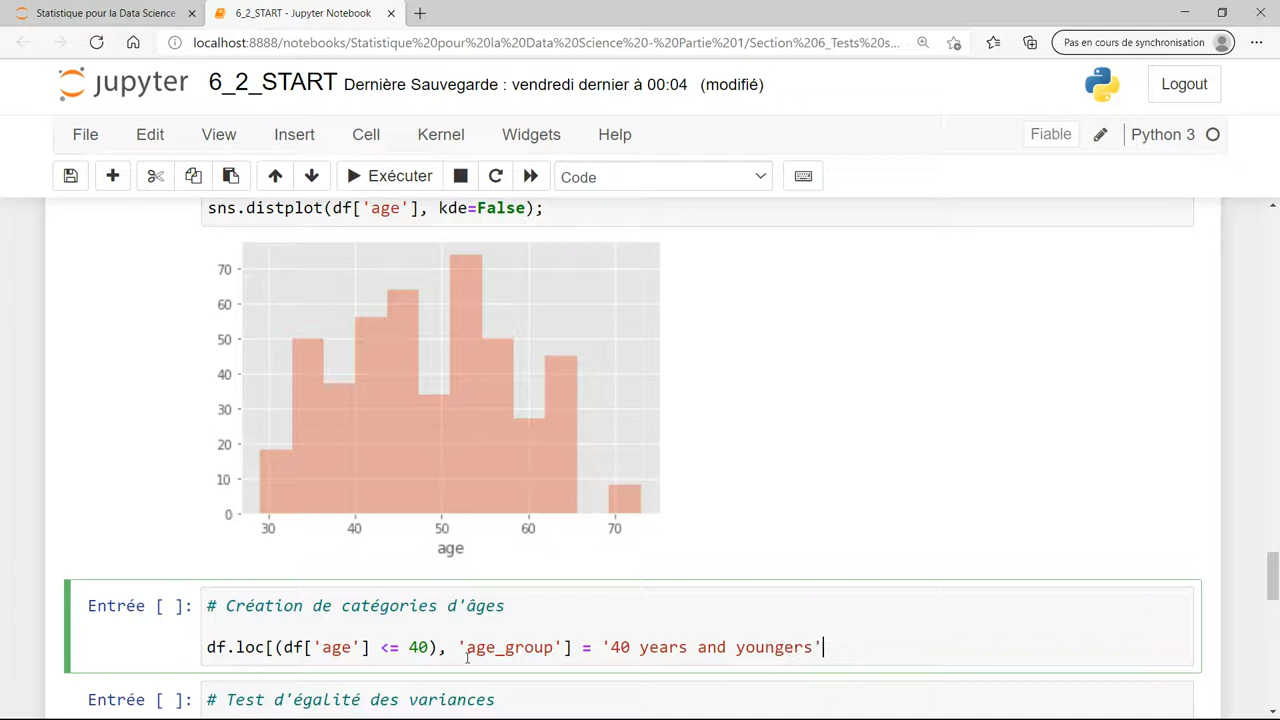 Statistique pour la Data Science
6_2_START - Jupyter Notebook
localhost:8888/notebooks/Statistique%20pour%20la%20Data%20Science%20-%20Partie%201/Section%206_Tests%20s...
Pas en cours de synchronisation
jupyter 6_2_START Dernière Sauvegarde : vendredi dernier à 00:04 (modifié)
Logout
File Edit View Insert Cell Kernel Widgets Help
Fiable
Python 3
Exécuter
Code
sns.distplot(df['age'], kde=False);
70
60
50
40
30
20
10
0
30 40 50 60 70
age
Entrée [ ]: # Création de catégories d'âges
df.loc[(df['age'] <= 40), 'age_group'] = '40 years and youngers'
Entrée [ ]: # Test d'égalité des variances